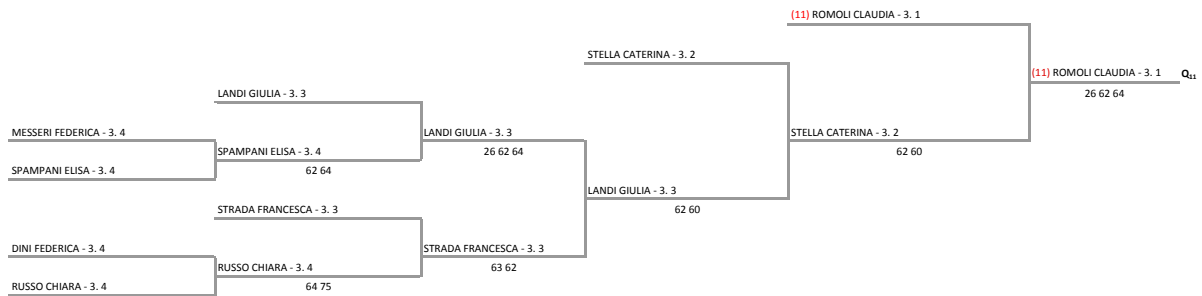 (11) ROMOLI CLAUDIA - 3. 1
STELLA CATERINA - 3. 2
(11) ROMOLI CLAUDIA - 3. 1 Q11
LANDI GIULIA - 3. 3
26 62 64
MESSERI FEDERICA - 3. 4
LANDI GIULIA - 3. 3
STELLA CATERINA - 3. 2
SPAMPANI ELISA - 3. 4
26 62 64
62 60
SPAMPANI ELISA - 3. 4
62 64
LANDI GIULIA - 3. 3
STRADA FRANCESCA - 3. 3
62 60
DINI FEDERICA - 3. 4
STRADA FRANCESCA - 3. 3
RUSSO CHIARA - 3. 4
63 62
RUSSO CHIARA - 3. 4
64 75